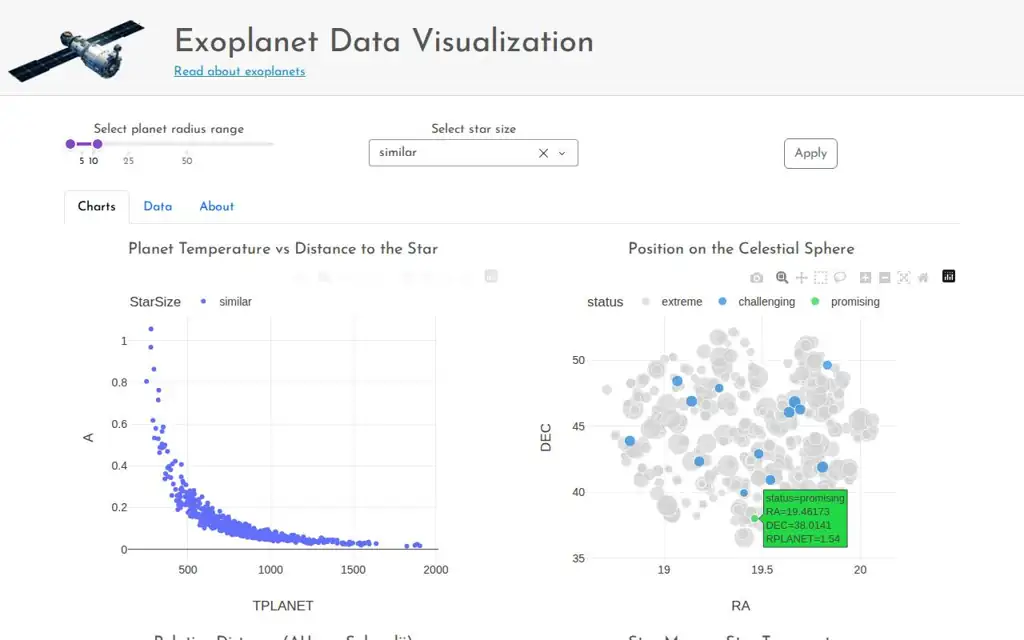 Exoplanet Data Visualization
Read about exoplanets
Select planet radius range
5 10 25 50
Select star size
similar
Apply
Charts
Data
About
Planet Temperature vs Distance to the Star
StarSize
similar
1
0.8
0.6
0.4
0.2
0
A
500
1000
1500
2000
TPLANET
Position on the Celestial Sphere
status
extreme
challenging
promising
50
45
40
35
DEC
status=promising
RA=19.46173
DEC=38.0141
RPLANET=1.54
19
19.5
20
RA